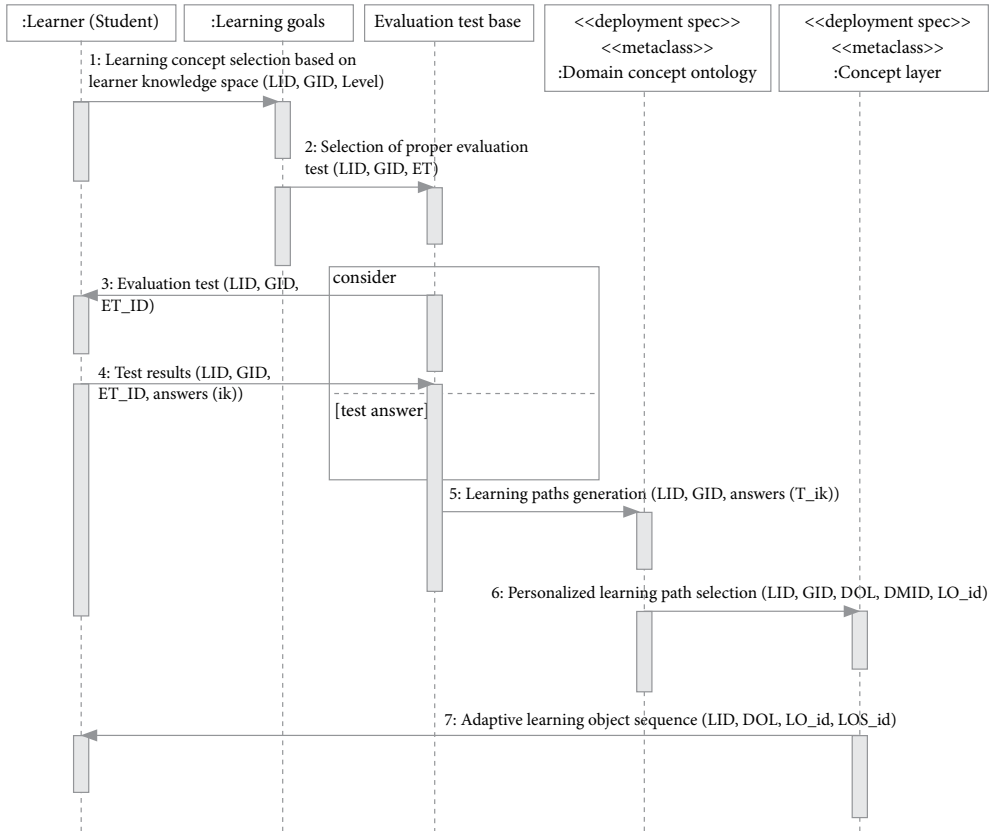 :Learner (Student)
:Learning goals
Evaluation test base
<<deployment spec>>
<<metaclass>>
:Domain concept ontology
<<deployment spec>>
<<metaclass>>
:Concept layer
1: Learning concept selection based on
learner knowledge space (LID, GID, Level)
2: Selection of proper evaluation
test (LID, GID, ET)
consider
3: Evaluation test (LID, GID,
ET_ID)
4: Test results (LID, GID,
ET_ID, answers (ik))
[test answer]
5: Learning paths generation (LID, GID, answers (T_ik))
6: Personalized learning path selection (LID, GID, DOL, DMID, LO_id)
7: Adaptive learning object sequence (LID, DOL, LO_id, LOS_id)